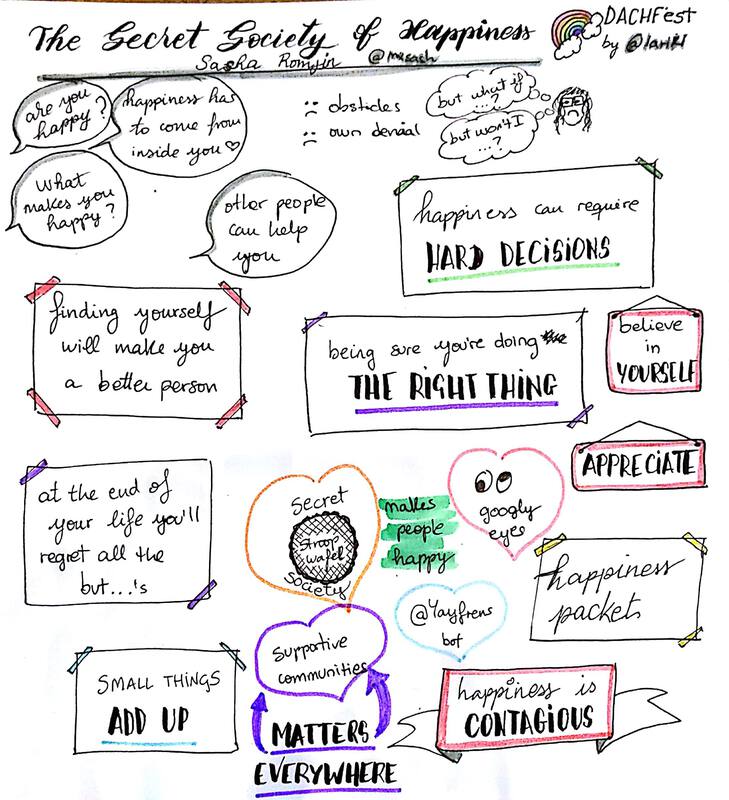 The Secret Society of Happiness
Sasha Romijn @mxsash
DACHFest
by @lariki
are you
happy?
happiness has
to come from
inside you ♡
:( obstacles
:( own denial
but what if
...?
but won't I
...?
What
makes you
happy?
other people
can help
you
happiness can require
HARD DECISIONS
finding yourself
will make you
a better person
being sure you're doing
THE RIGHT THING
believe
in
YOURSELF
APPRECIATE
at the end of
your life you'll
regret all the
but...'s
Secret
Stroop
wafel
Society
makes
people
happy
googly
eyes
happiness
packets
@Yayfrens
bot
supportive
communities
MATTERS
EVERYWHERE
SMALL THINGS
ADD UP
happiness is
CONTAGIOUS